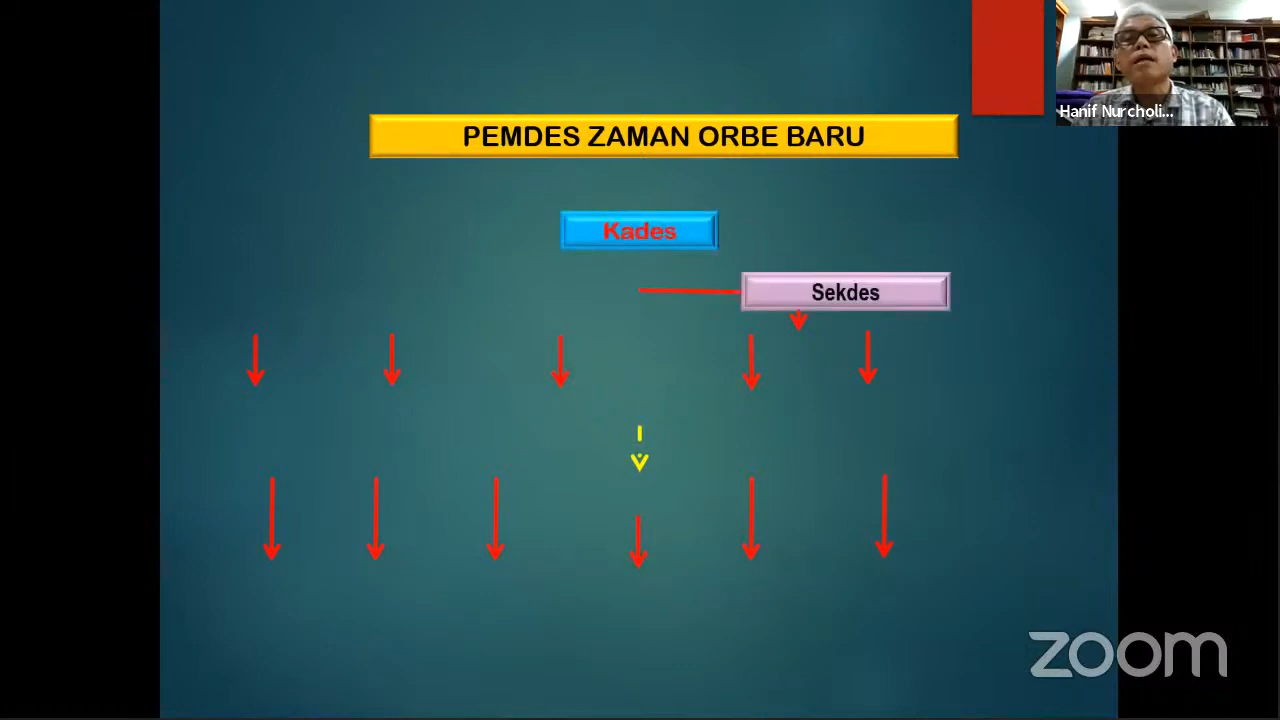 PEMDES ZAMAN ORBE BARU
Hanif Nurcholi...
Kades
Sekdes
zoom